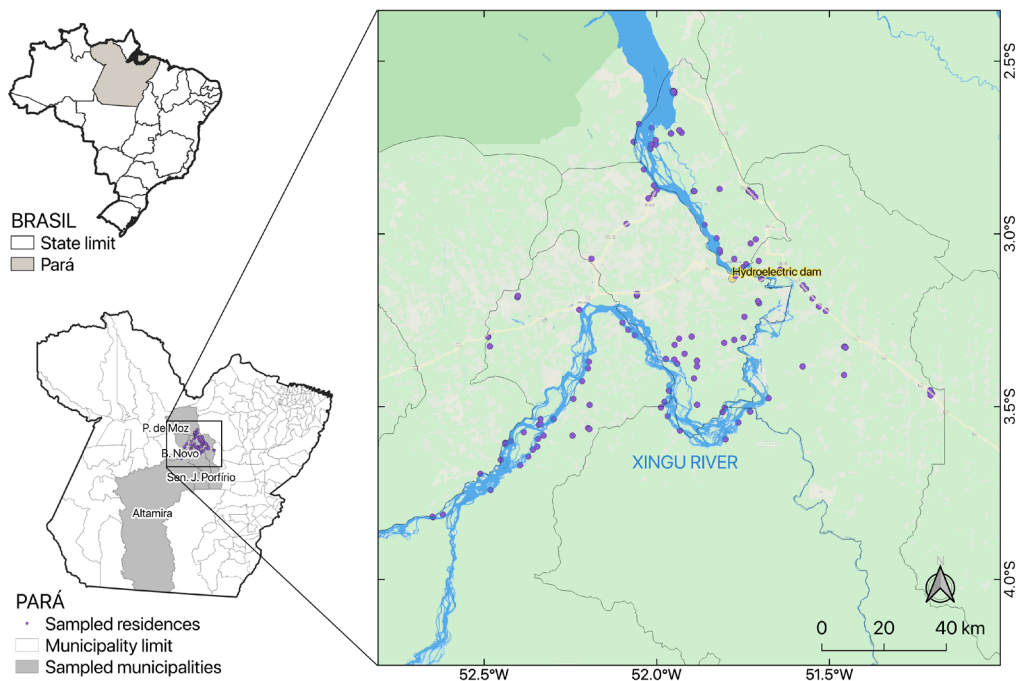 BRASIL
State limit
Pará
P. de Moz
B. Novo
Sen. J. Porfírio
Altamira
PARÁ
Sampled residences
Municipality limit
Sampled municipalities
Hydroelectric dam
XINGU RIVER
N
0 20 40 km
2.5°S
3.0°S
3.5°S
4.0°S
52.5°W 52.0°W 51.5°W